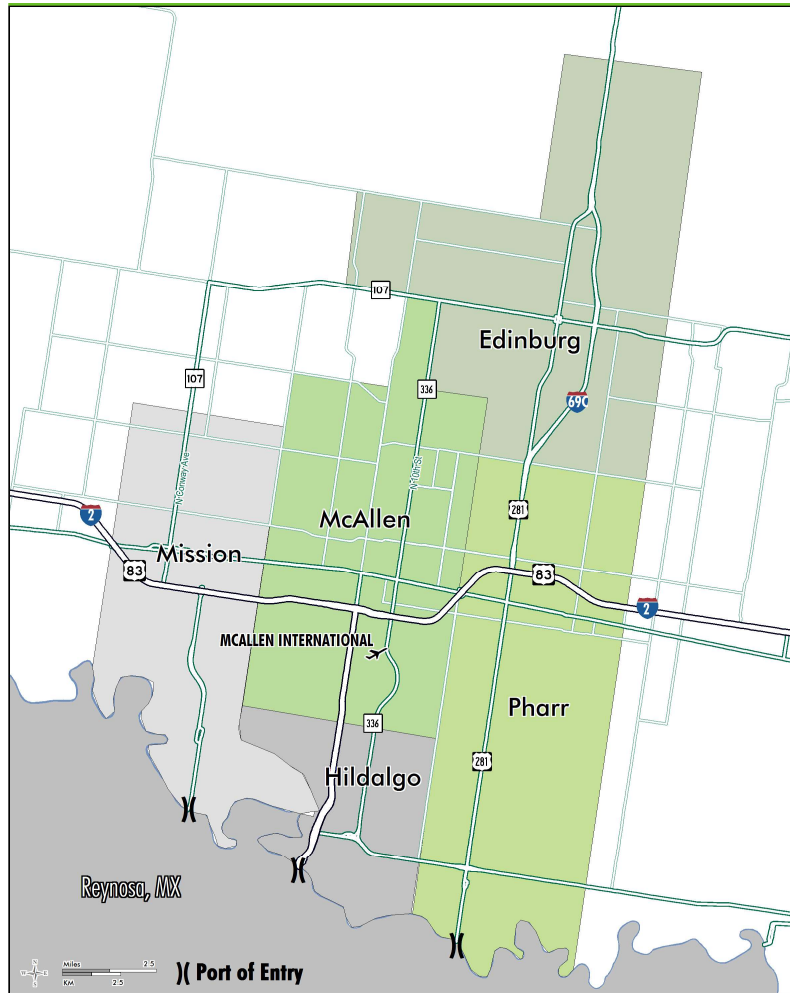 107
Edinburg
107
336
69C
N Conway Ave
N 10th St
281
2
McAllen
Mission
83
83
2
MCALLEN INTERNATIONAL
Pharr
336
281
Hildalgo
Reynosa, MX
N
W
E
S
Miles
2.5
KM
2.5
)( Port of Entry